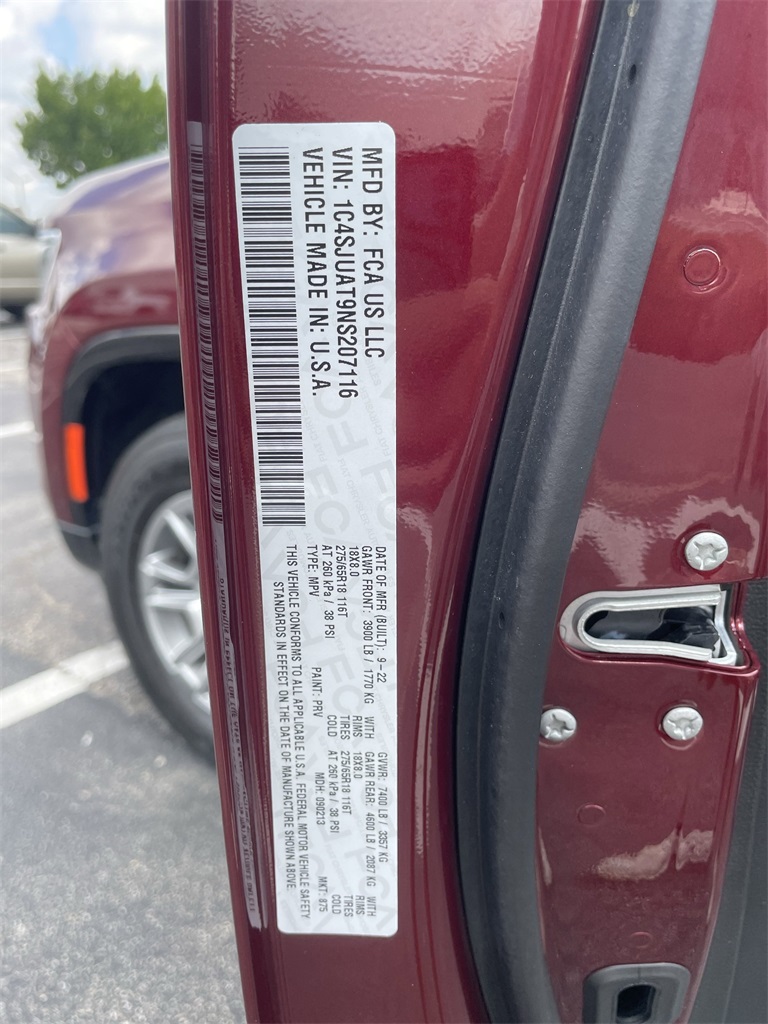 MFD BY: FCA US LLC
VIN: 1C4SJUAT9NS207116
VEHICLE MADE IN: U.S.A.
DATE OF MFR (BUILT): 9-22 GVWR: 7400 LB / 3357 KG
GAWR FRONT: 3900 LB / 1770 KG WITH GAWR REAR: 4600 LB / 2087 KG WITH
18X8.0 RIMS 18X8.0 RIMS
275/65R18 116T TIRES 275/65R18 116T TIRES
AT 260 kPa / 38 PSI COLD AT 260 kPa / 38 PSI COLD
TYPE: MPV PAINT: PRV MDH: 090213 MKT: 875
THIS VEHICLE CONFORMS TO ALL APPLICABLE U.S.A. FEDERAL MOTOR VEHICLE SAFETY
STANDARDS IN EFFECT ON THE DATE OF MANUFACTURE SHOWN ABOVE